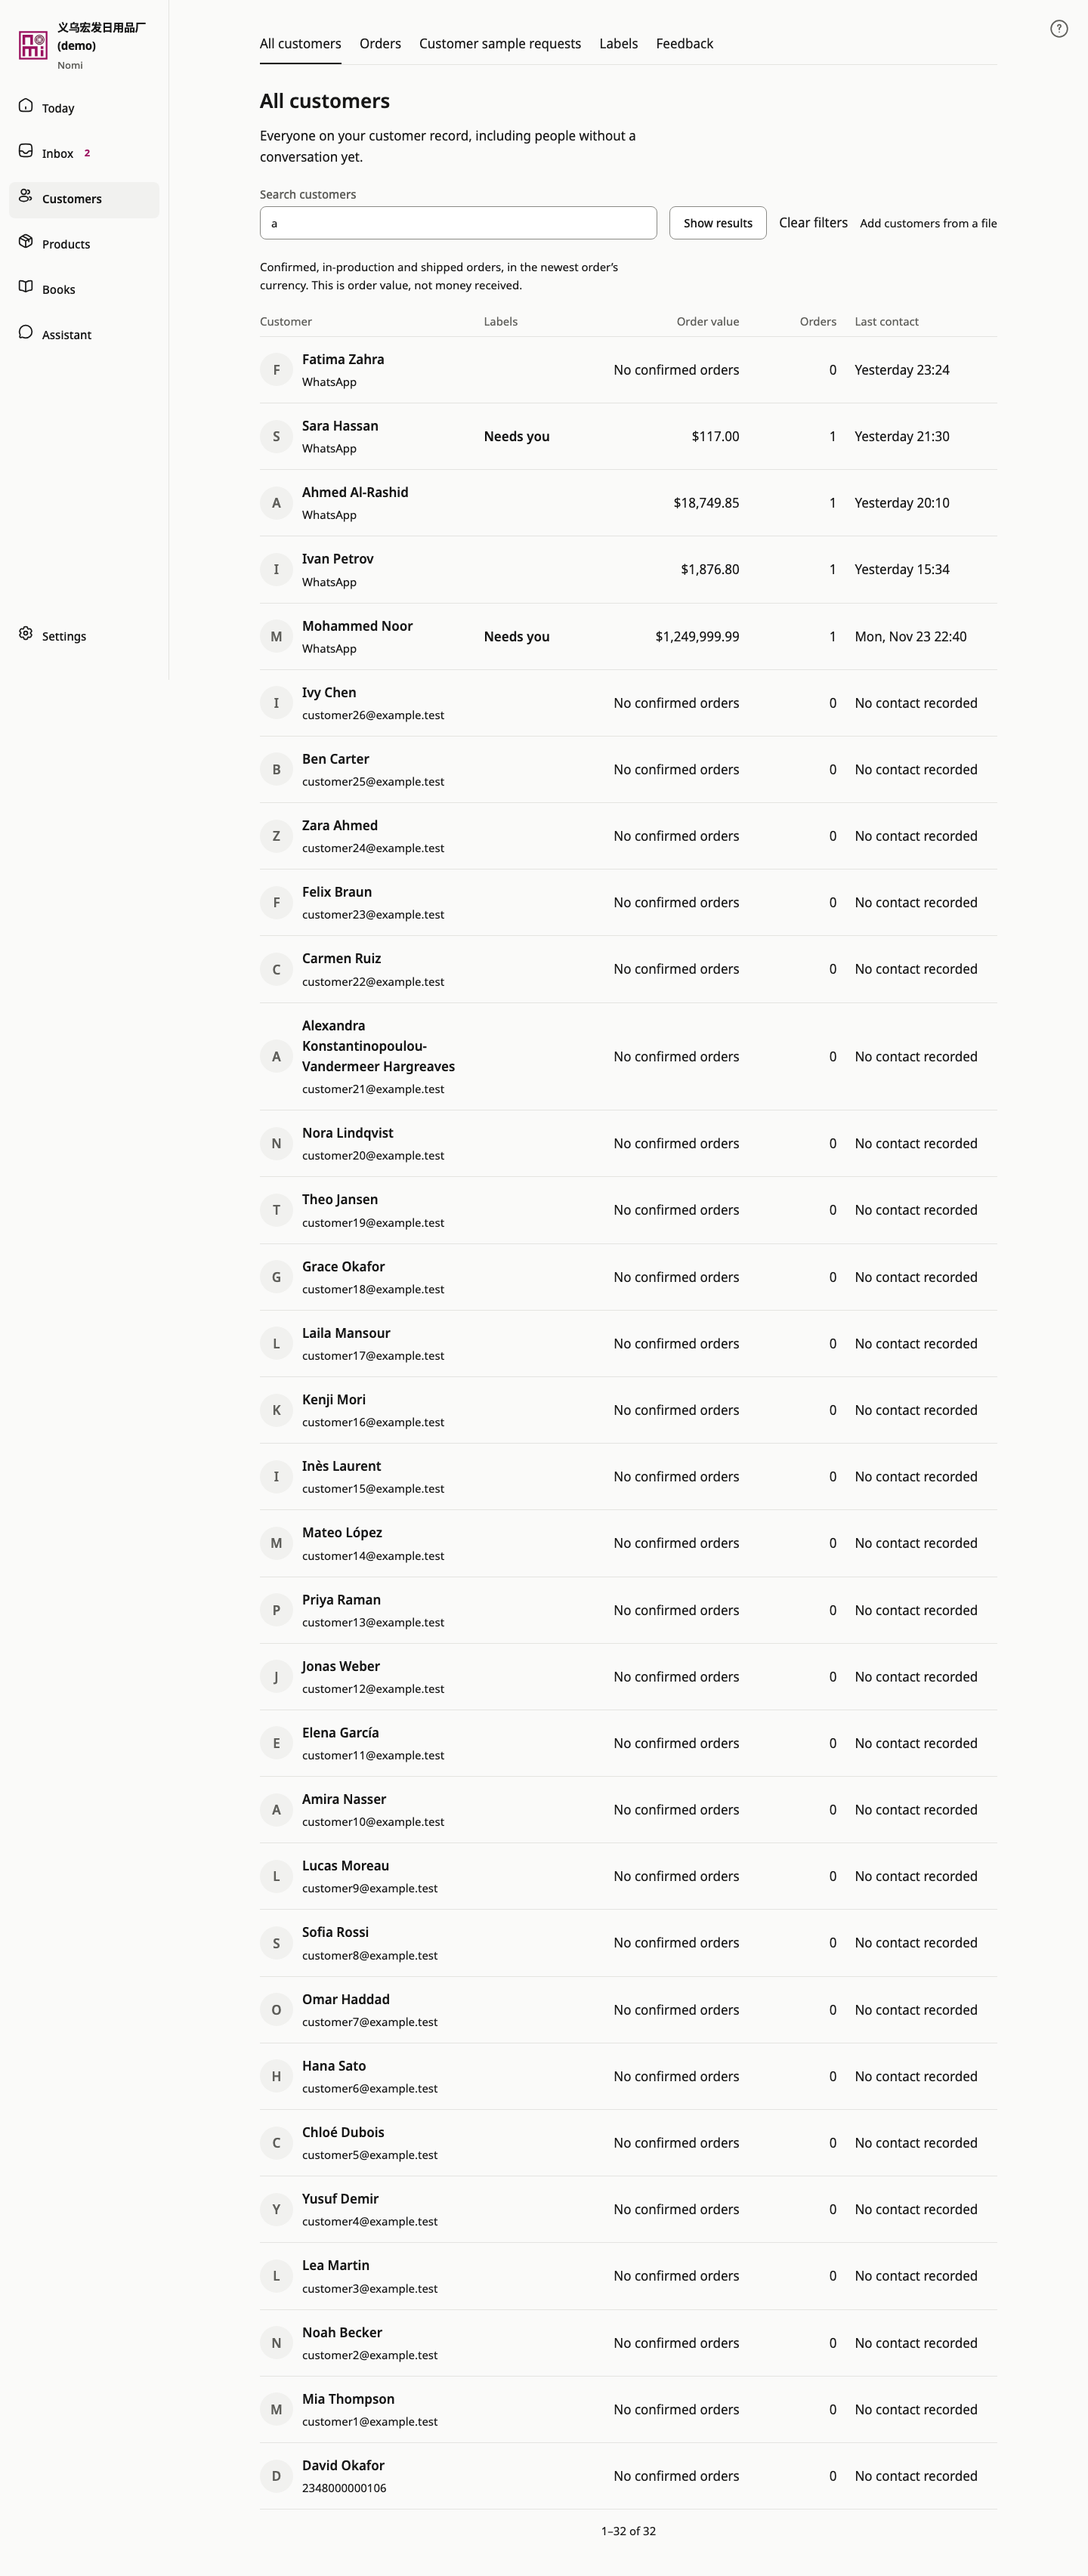 义乌宏发日用品厂
(demo)
Nomi
Today
Inbox 2
Customers
Products
Books
Assistant
Settings
All customers Orders Customer sample requests Labels Feedback
All customers
Everyone on your customer record, including people without a
conversation yet.
Search customers
a Show results Clear filters Add customers from a file
Confirmed, in-production and shipped orders, in the newest order’s
currency. This is order value, not money received.
Customer Labels Order value Orders Last contact
F Fatima Zahra No confirmed orders 0 Yesterday 23:24
WhatsApp
S Sara Hassan Needs you $117.00 1 Yesterday 21:30
WhatsApp
A Ahmed Al-Rashid $18,749.85 1 Yesterday 20:10
WhatsApp
I Ivan Petrov $1,876.80 1 Yesterday 15:34
WhatsApp
M Mohammed Noor Needs you $1,249,999.99 1 Mon, Nov 23 22:40
WhatsApp
I Ivy Chen No confirmed orders 0 No contact recorded
customer26@example.test
B Ben Carter No confirmed orders 0 No contact recorded
customer25@example.test
Z Zara Ahmed No confirmed orders 0 No contact recorded
customer24@example.test
F Felix Braun No confirmed orders 0 No contact recorded
customer23@example.test
C Carmen Ruiz No confirmed orders 0 No contact recorded
customer22@example.test
Alexandra
Konstantinopoulou-
A Vandermeer Hargreaves No confirmed orders 0 No contact recorded
customer21@example.test
N Nora Lindqvist No confirmed orders 0 No contact recorded
customer20@example.test
T Theo Jansen No confirmed orders 0 No contact recorded
customer19@example.test
G Grace Okafor No confirmed orders 0 No contact recorded
customer18@example.test
L Laila Mansour No confirmed orders 0 No contact recorded
customer17@example.test
K Kenji Mori No confirmed orders 0 No contact recorded
customer16@example.test
I Inès Laurent No confirmed orders 0 No contact recorded
customer15@example.test
M Mateo López No confirmed orders 0 No contact recorded
customer14@example.test
P Priya Raman No confirmed orders 0 No contact recorded
customer13@example.test
J Jonas Weber No confirmed orders 0 No contact recorded
customer12@example.test
E Elena García No confirmed orders 0 No contact recorded
customer11@example.test
A Amira Nasser No confirmed orders 0 No contact recorded
customer10@example.test
L Lucas Moreau No confirmed orders 0 No contact recorded
customer9@example.test
S Sofia Rossi No confirmed orders 0 No contact recorded
customer8@example.test
O Omar Haddad No confirmed orders 0 No contact recorded
customer7@example.test
H Hana Sato No confirmed orders 0 No contact recorded
customer6@example.test
C Chloé Dubois No confirmed orders 0 No contact recorded
customer5@example.test
Y Yusuf Demir No confirmed orders 0 No contact recorded
customer4@example.test
L Lea Martin No confirmed orders 0 No contact recorded
customer3@example.test
N Noah Becker No confirmed orders 0 No contact recorded
customer2@example.test
M Mia Thompson No confirmed orders 0 No contact recorded
customer1@example.test
D David Okafor No confirmed orders 0 No contact recorded
2348000000106
1–32 of 32